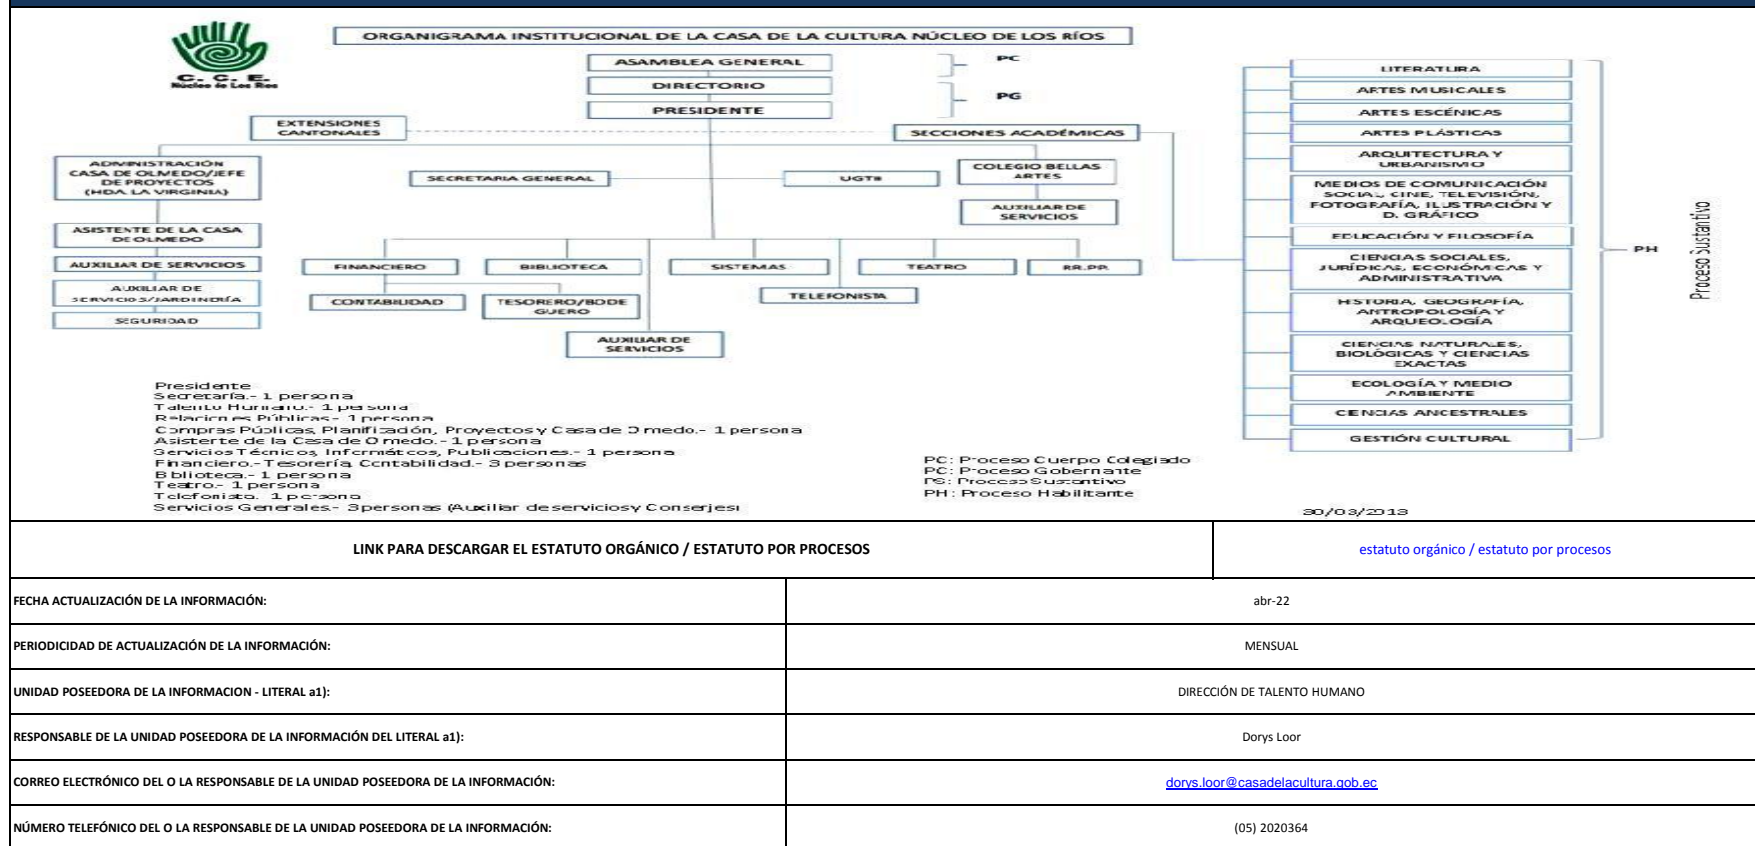 ORGANIGRAMA INSTITUCIONAL DE LA CASA DE LA CULTURA NÚCLEO DE LOS RÍOS
C. C. E.
Núcleo de Los Rios
ASAMBLEA GENERAL
PC
DIRECTORIO
PG
PRESIDENTE
EXTENSIONES
CANTONALES
SECCIONES ACADÉMICAS
ADMINISTRACIÓN
CASA DE OLMEDO/JEFE
DE PROYECTOS
(HDA. LA VIRGINIA)
SECRETARIA GENERAL
UGTH
COLEGIO BELLAS
ARTES
AUXILIAR DE
SERVICIOS
ASISTENTE DE LA CASA
DE OLMEDO
AUXILIAR DE SERVICIOS
AUXILIAR DE
SERVICIOS/JARDINERÍA
SEGURIDAD
FINANCIERO
BIBLIOTECA
SISTEMAS
TEATRO
RR.PP.
CONTABILIDAD
TESORERO/BODE
GUERO
TELEFONISTA
AUXILIAR DE
SERVICIOS
LITERATURA
ARTES MUSICALES
ARTES ESCÉNICAS
ARTES PLÁSTICAS
ARQUITECTURA Y
URBANISMO
MEDIOS DE COMUNICACIÓN
SOCIAL, CINE, TELEVISIÓN,
FOTOGRAFÍA, ILUSTRACIÓN Y
D. GRÁFICO
EDUCACIÓN Y FILOSOFÍA
CIENCIAS SOCIALES,
JURÍDICAS, ECONÓMICAS Y
ADMINISTRATIVA
HISTORIA, GEOGRAFÍA,
ANTROPOLOGÍA Y
ARQUEOLOGÍA
CIENCIAS NATURALES,
BIOLÓGICAS Y CIENCIAS
EXACTAS
ECOLOGÍA Y MEDIO
AMBIENTE
CIENCIAS ANCESTRALES
GESTIÓN CULTURAL
PH
Proceso Sustantivo
Presidente
Secretaría.- 1 persona
Talento Humano.- 1 persona
Relaciones Públicas.- 1 persona
Compras Públicas, Planificación, Proyectos y Casa de Olmedo.- 1 persona
Asistente de la Casa de Olmedo.- 1 persona
Servicios Técnicos, Informáticos, Publicaciones.- 1 persona
Financiero.- Tesorería, Contabilidad.- 3 personas
Biblioteca.- 1 persona
Teatro.- 1 persona
Telefonista.- 1 persona
Servicios Generales.- 3 personas (Auxiliar de servicios y Conserjes)
PC: Proceso Cuerpo Colegiado
PC: Proceso Gobernante
PS: Proceso Sustantivo
PH: Proceso Habilitante
30/03/2013
LINK PARA DESCARGAR EL ESTATUTO ORGÁNICO / ESTATUTO POR PROCESOS
estatuto orgánico / estatuto por procesos
FECHA ACTUALIZACIÓN DE LA INFORMACIÓN:
abr-22
PERIODICIDAD DE ACTUALIZACIÓN DE LA INFORMACIÓN:
MENSUAL
UNIDAD POSEEDORA DE LA INFORMACION - LITERAL a1):
DIRECCIÓN DE TALENTO HUMANO
RESPONSABLE DE LA UNIDAD POSEEDORA DE LA INFORMACIÓN DEL LITERAL a1):
Dorys Loor
CORREO ELECTRÓNICO DEL O LA RESPONSABLE DE LA UNIDAD POSEEDORA DE LA INFORMACIÓN:
dorys.loor@casadelacultura.gob.ec
NÚMERO TELEFÓNICO DEL O LA RESPONSABLE DE LA UNIDAD POSEEDORA DE LA INFORMACIÓN:
(05) 2020364